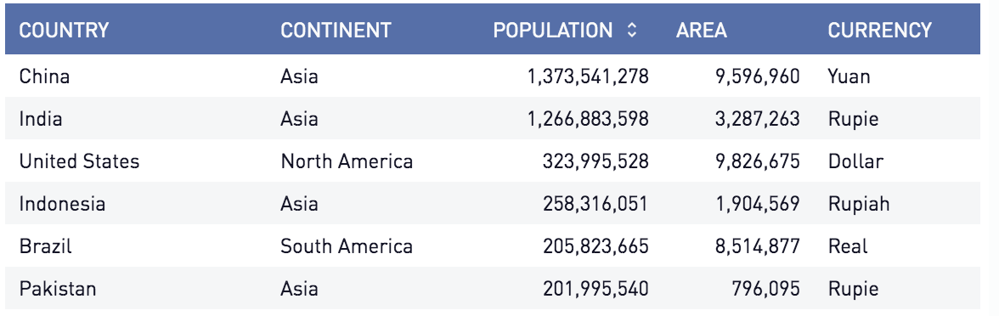 COUNTRY CONTINENT POPULATION AREA CURRENCY
China Asia 1,373,541,278 9,596,960 Yuan
India Asia 1,266,883,598 3,287,263 Rupie
United States North America 323,995,528 9,826,675 Dollar
Indonesia Asia 258,316,051 1,904,569 Rupiah
Brazil South America 205,823,665 8,514,877 Real
Pakistan Asia 201,995,540 796,095 Rupie